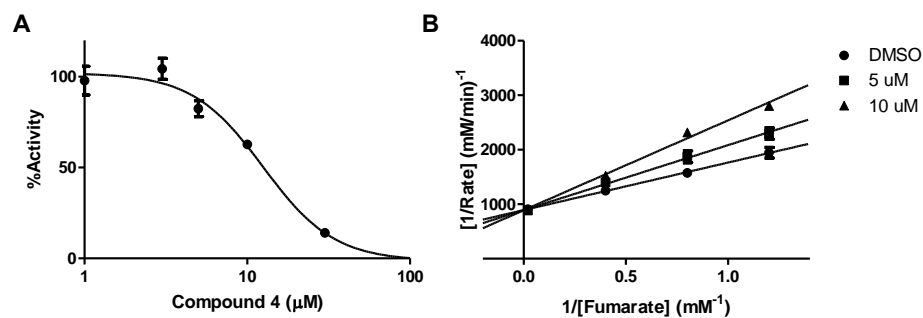 A
%Activity
100
50
0
1
10
100
Compound 4 (μM)
B
[1/Rate] (mM/min)⁻¹
4000
3000
2000
1000
0.0
0.5
1.0
1/[Fumarate] (mM⁻¹)
DMSO
5 uM
10 uM